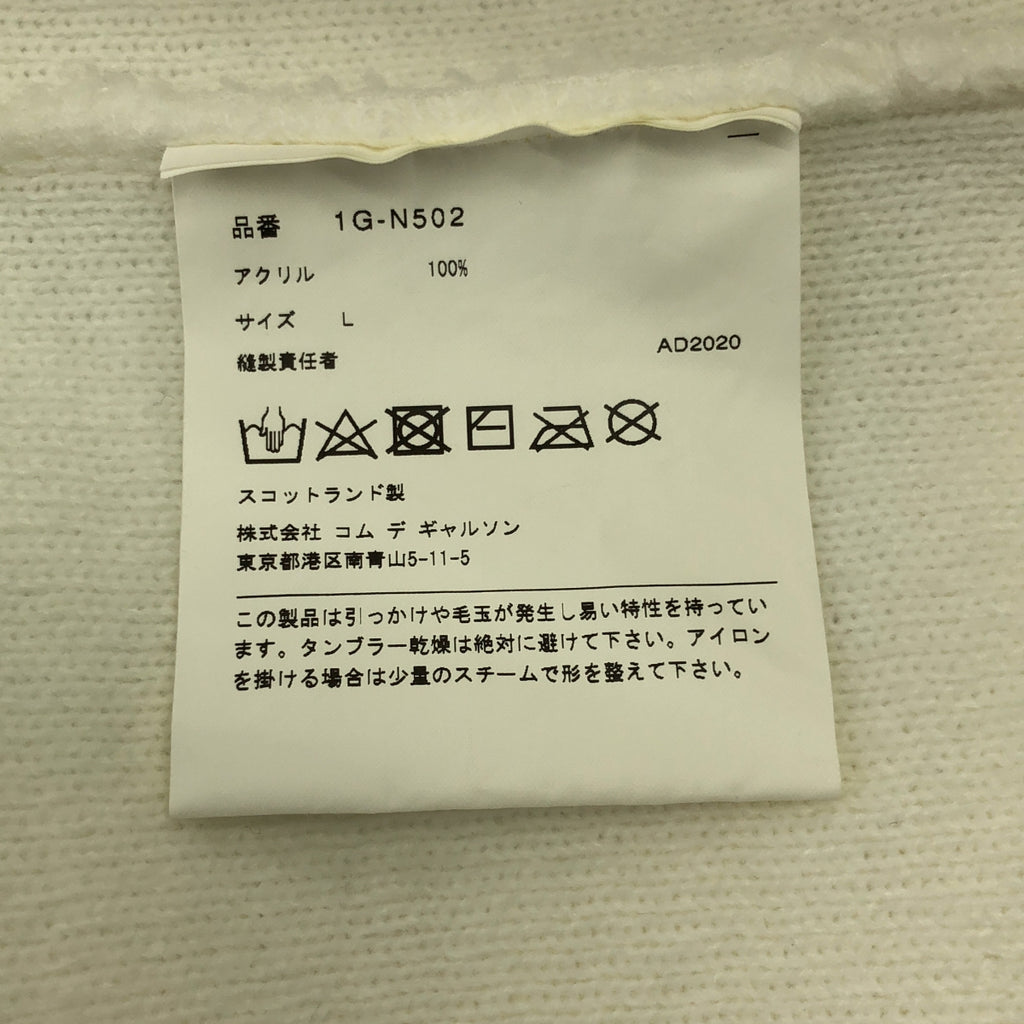 品番 1G-N502
アクリル 100%
サイズ L
縫製責任者
AD2020
スコットランド製
株式会社 コム デ ギャルソン
東京都港区南青山5-11-5
この製品は引っかけや毛玉が発生し易い特性を持ってい
ます。タンブラー乾燥は絶対に避けて下さい。アイロン
を掛ける場合は少量のスチームで形を整えて下さい。